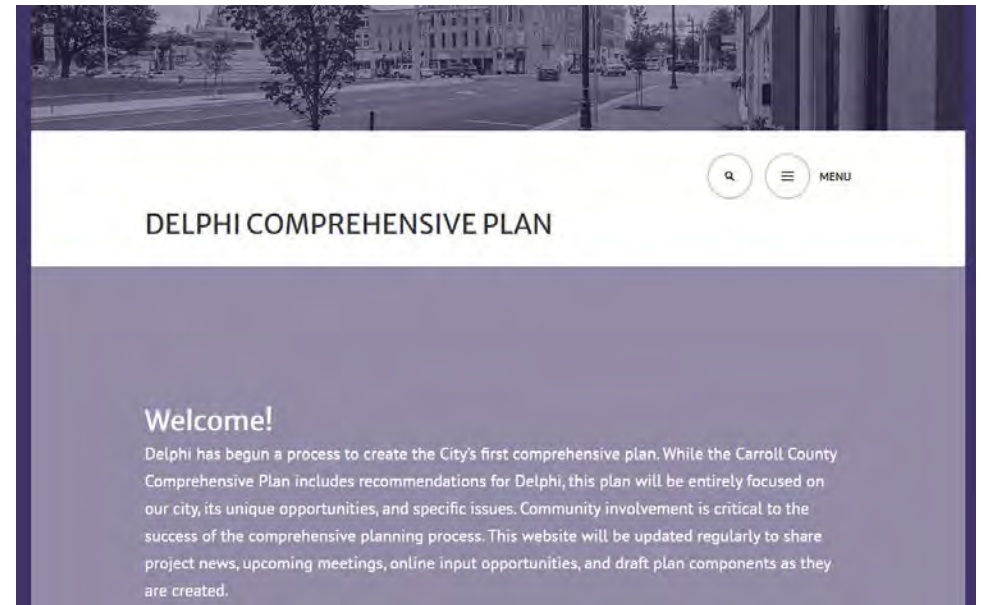 MENU
DELPHI COMPREHENSIVE PLAN
Welcome!
Delphi has begun a process to create the City's first comprehensive plan. While the Carroll County
Comprehensive Plan includes recommendations for Delphi, this plan will be entirely focused on
our city, its unique opportunities, and specific issues. Community involvement is critical to the
success of the comprehensive planning process. This website will be updated regularly to share
project news, upcoming meetings, online input opportunities, and draft plan components as they
are created.